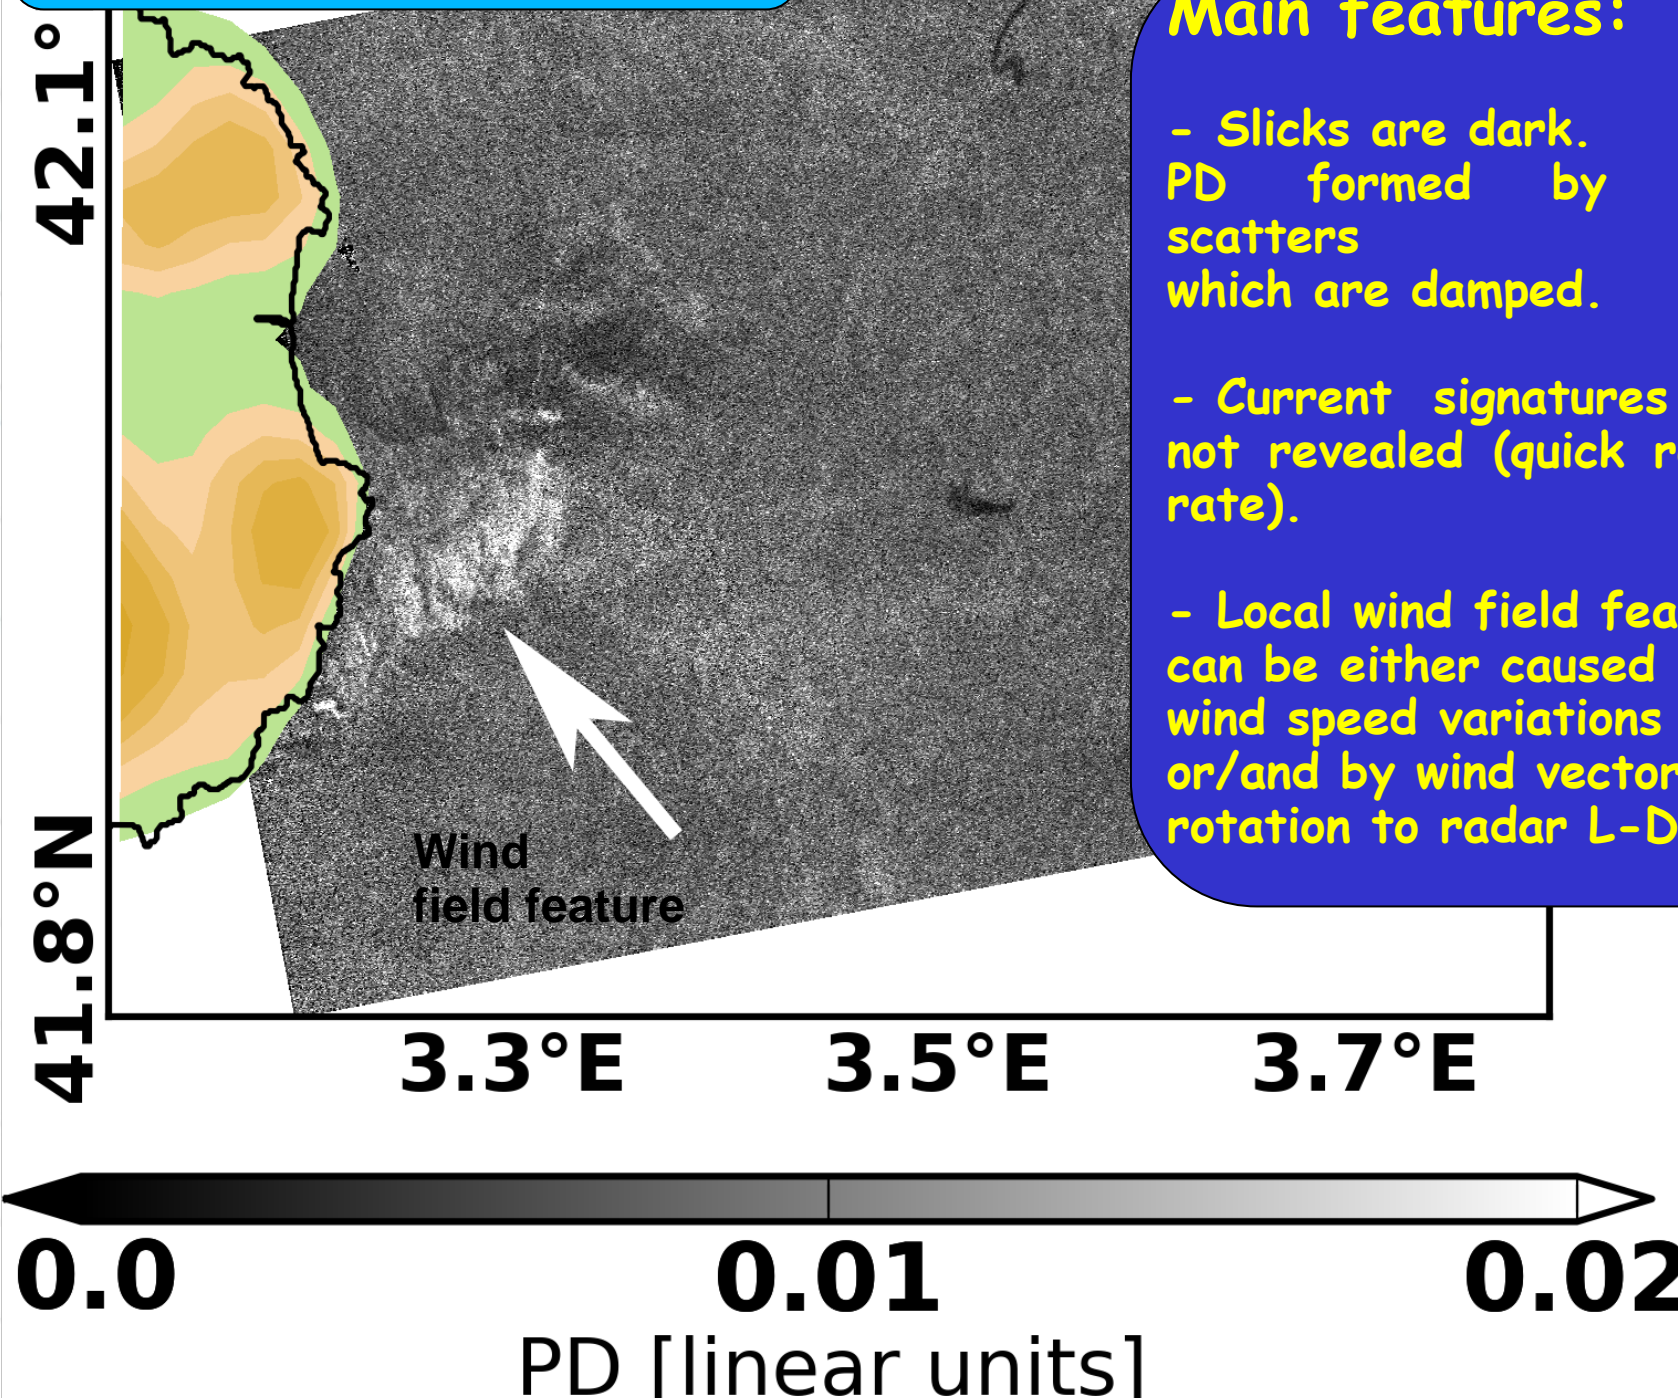 Main features:
- Slicks are dark.
PD formed by
scatters
which are damped.
- Current signatures
not revealed (quick r
rate).
- Local wind field fea
can be either caused
wind speed variations
or/and by wind vector
rotation to radar L-D
42.1°
41.8°N
Wind
field feature
3.3°E 3.5°E 3.7°E
0.0 0.01 0.02
PD [linear units]